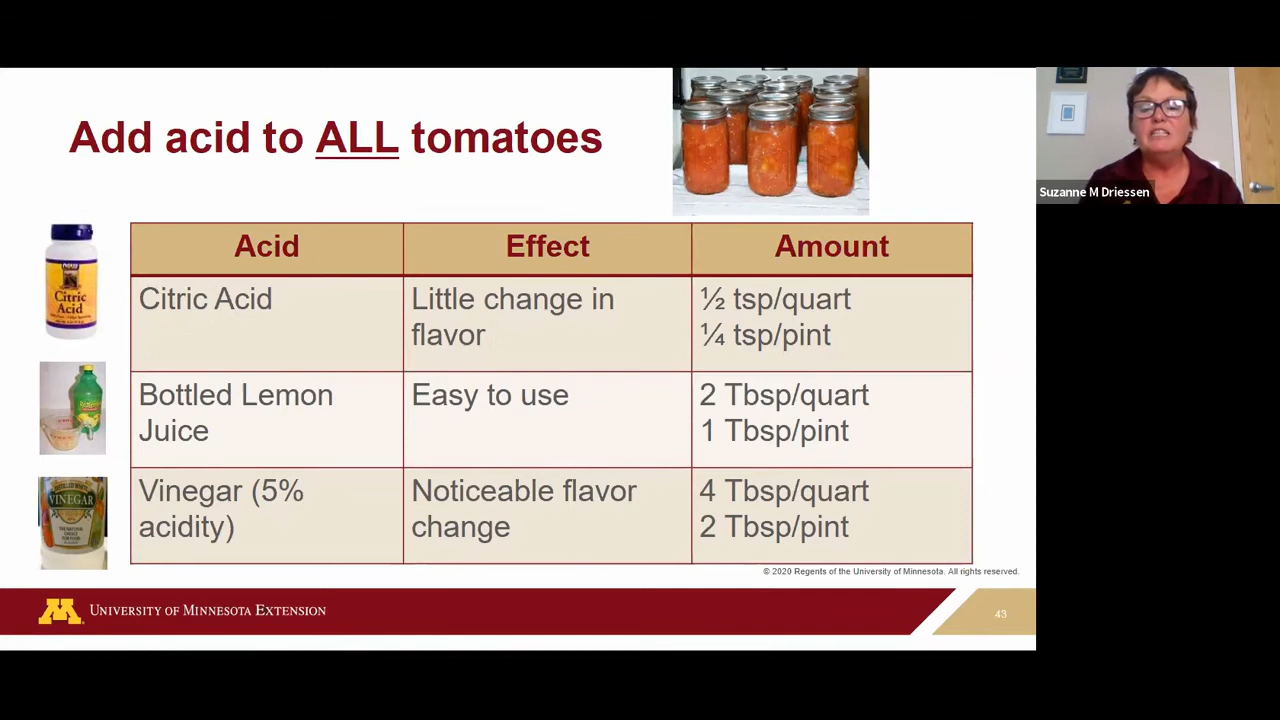 Add acid to ALL tomatoes
Suzanne M Driessen
Acid
Effect
Amount
Citric Acid
Little change in
flavor
½ tsp/quart
¼ tsp/pint
Citric
Acid
Bottled Lemon
Juice
Easy to use
2 Tbsp/quart
1 Tbsp/pint
Vinegar (5%
acidity)
Noticeable flavor
change
4 Tbsp/quart
2 Tbsp/pint
VINEGAR
© 2020 Regents of the University of Minnesota. All rights reserved.
M UNIVERSITY OF MINNESOTA EXTENSION
43